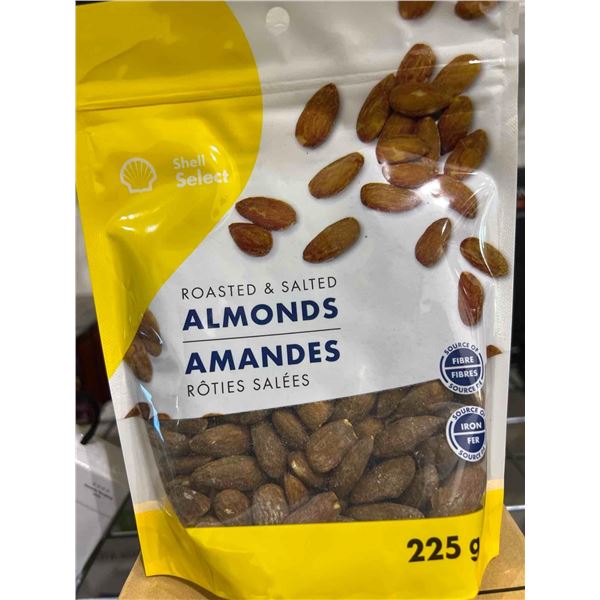 Shell
Select
ROASTED & SALTED
ALMONDS
AMANDES
RÔTIES SALÉES
SOURCE OF
FIBRE
FIBRES
SOURCE DE
SOURCE OF
IRON
FER
SOURCE DE
225 g